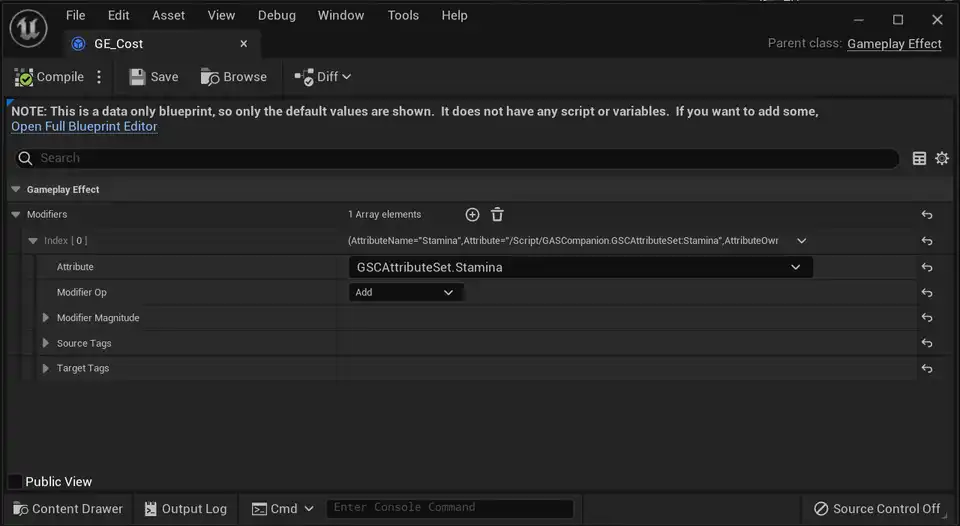 File Edit Asset View Debug Window Tools Help
GE_Cost
Parent class: Gameplay Effect
Compile Save Browse Diff
NOTE: This is a data only blueprint, so only the default values are shown. It does not have any script or variables. If you want to add some,
Open Full Blueprint Editor
Search
Gameplay Effect
Modifiers 1 Array elements
Index [ 0 ] (AttributeName="Stamina",Attribute="/Script/GASCompanion.GSCAttributeSet:Stamina",AttributeOwr
Attribute GSCAttributeSet.Stamina
Modifier Op Add
Modifier Magnitude
Source Tags
Target Tags
Public View
Content Drawer Output Log Cmd Enter Console Command Source Control Off